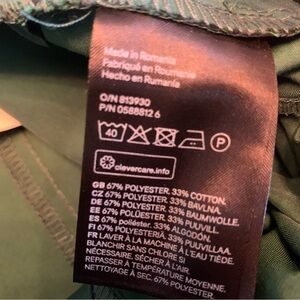 Made in Romania
Fabriqué en Roumanie
Hecho en Rumanía
O/N 813930
P/N 0588812 6
40 P
clevercare.info
GB 67% POLYESTER. 33% COTTON.
CZ 67% POLYESTER. 33% BAVLNA.
DE 67% POLYESTER. 33% BAUMWOLLE.
EE 67% POLÜESTER. 33% PUUVILL.
ES 67% poliéster. 33% ALGODÓN.
FI 67% POLYESTERIÄ. 33% PUUVILLAA.
FR LAVER À LA MACHINE À L'EAU TIÈDE.
BLANCHIR SANS CHLORE SI
NÉCESSAIRE. SÉCHER À L'AIR.
REPASSER À TEMPÉRATURE MOYENNE.
NETTOYAGE A SEC. 67% POLYESTER.